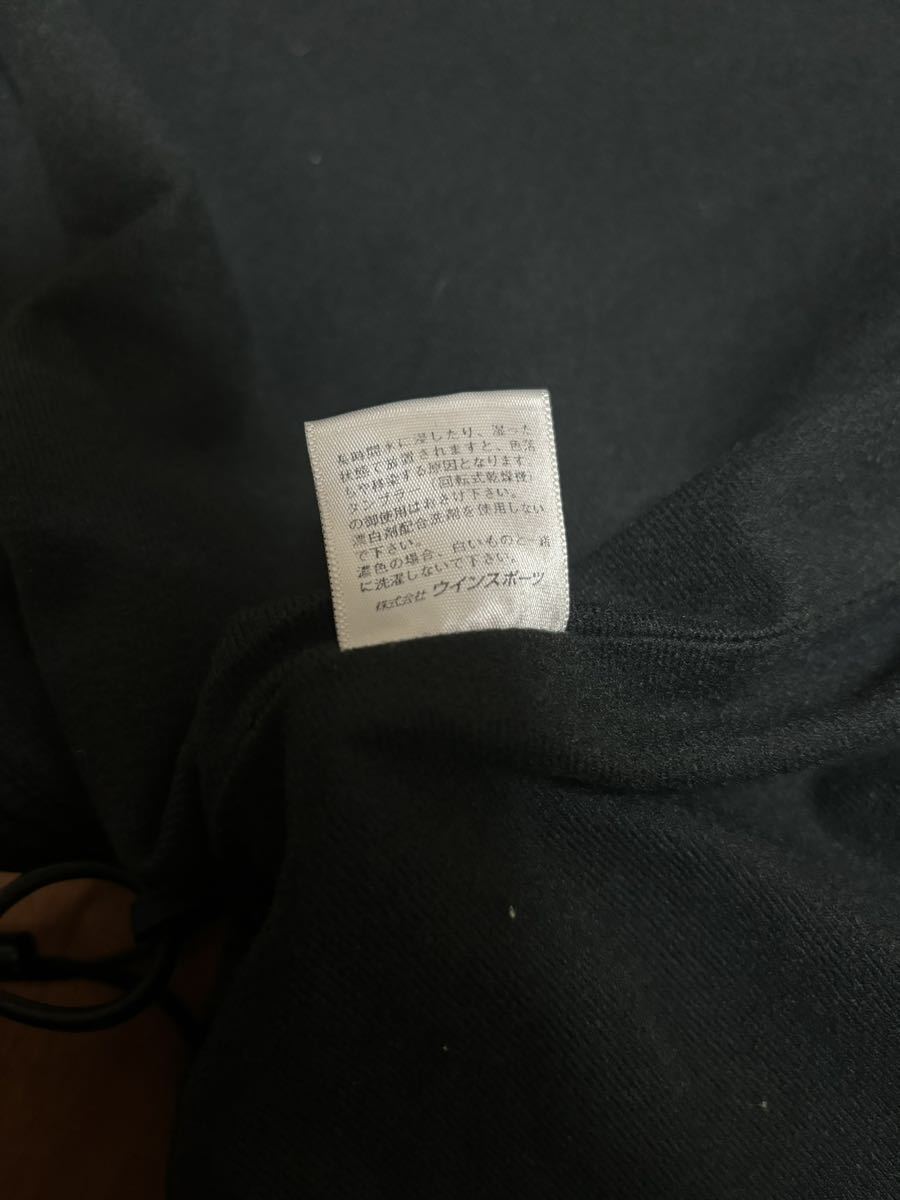 長時間水に浸したり、湿った
状態で放置されますと、色落
ちや移染する原因となります
タンブラー（回転式乾燥機）
の御使用はおさけ下さい。
漂白剤配合洗剤を使用しない
で下さい。
濃色の場合、白いものと一緒
に洗濯しないで下さい。
株式会社 ウインスポーツ